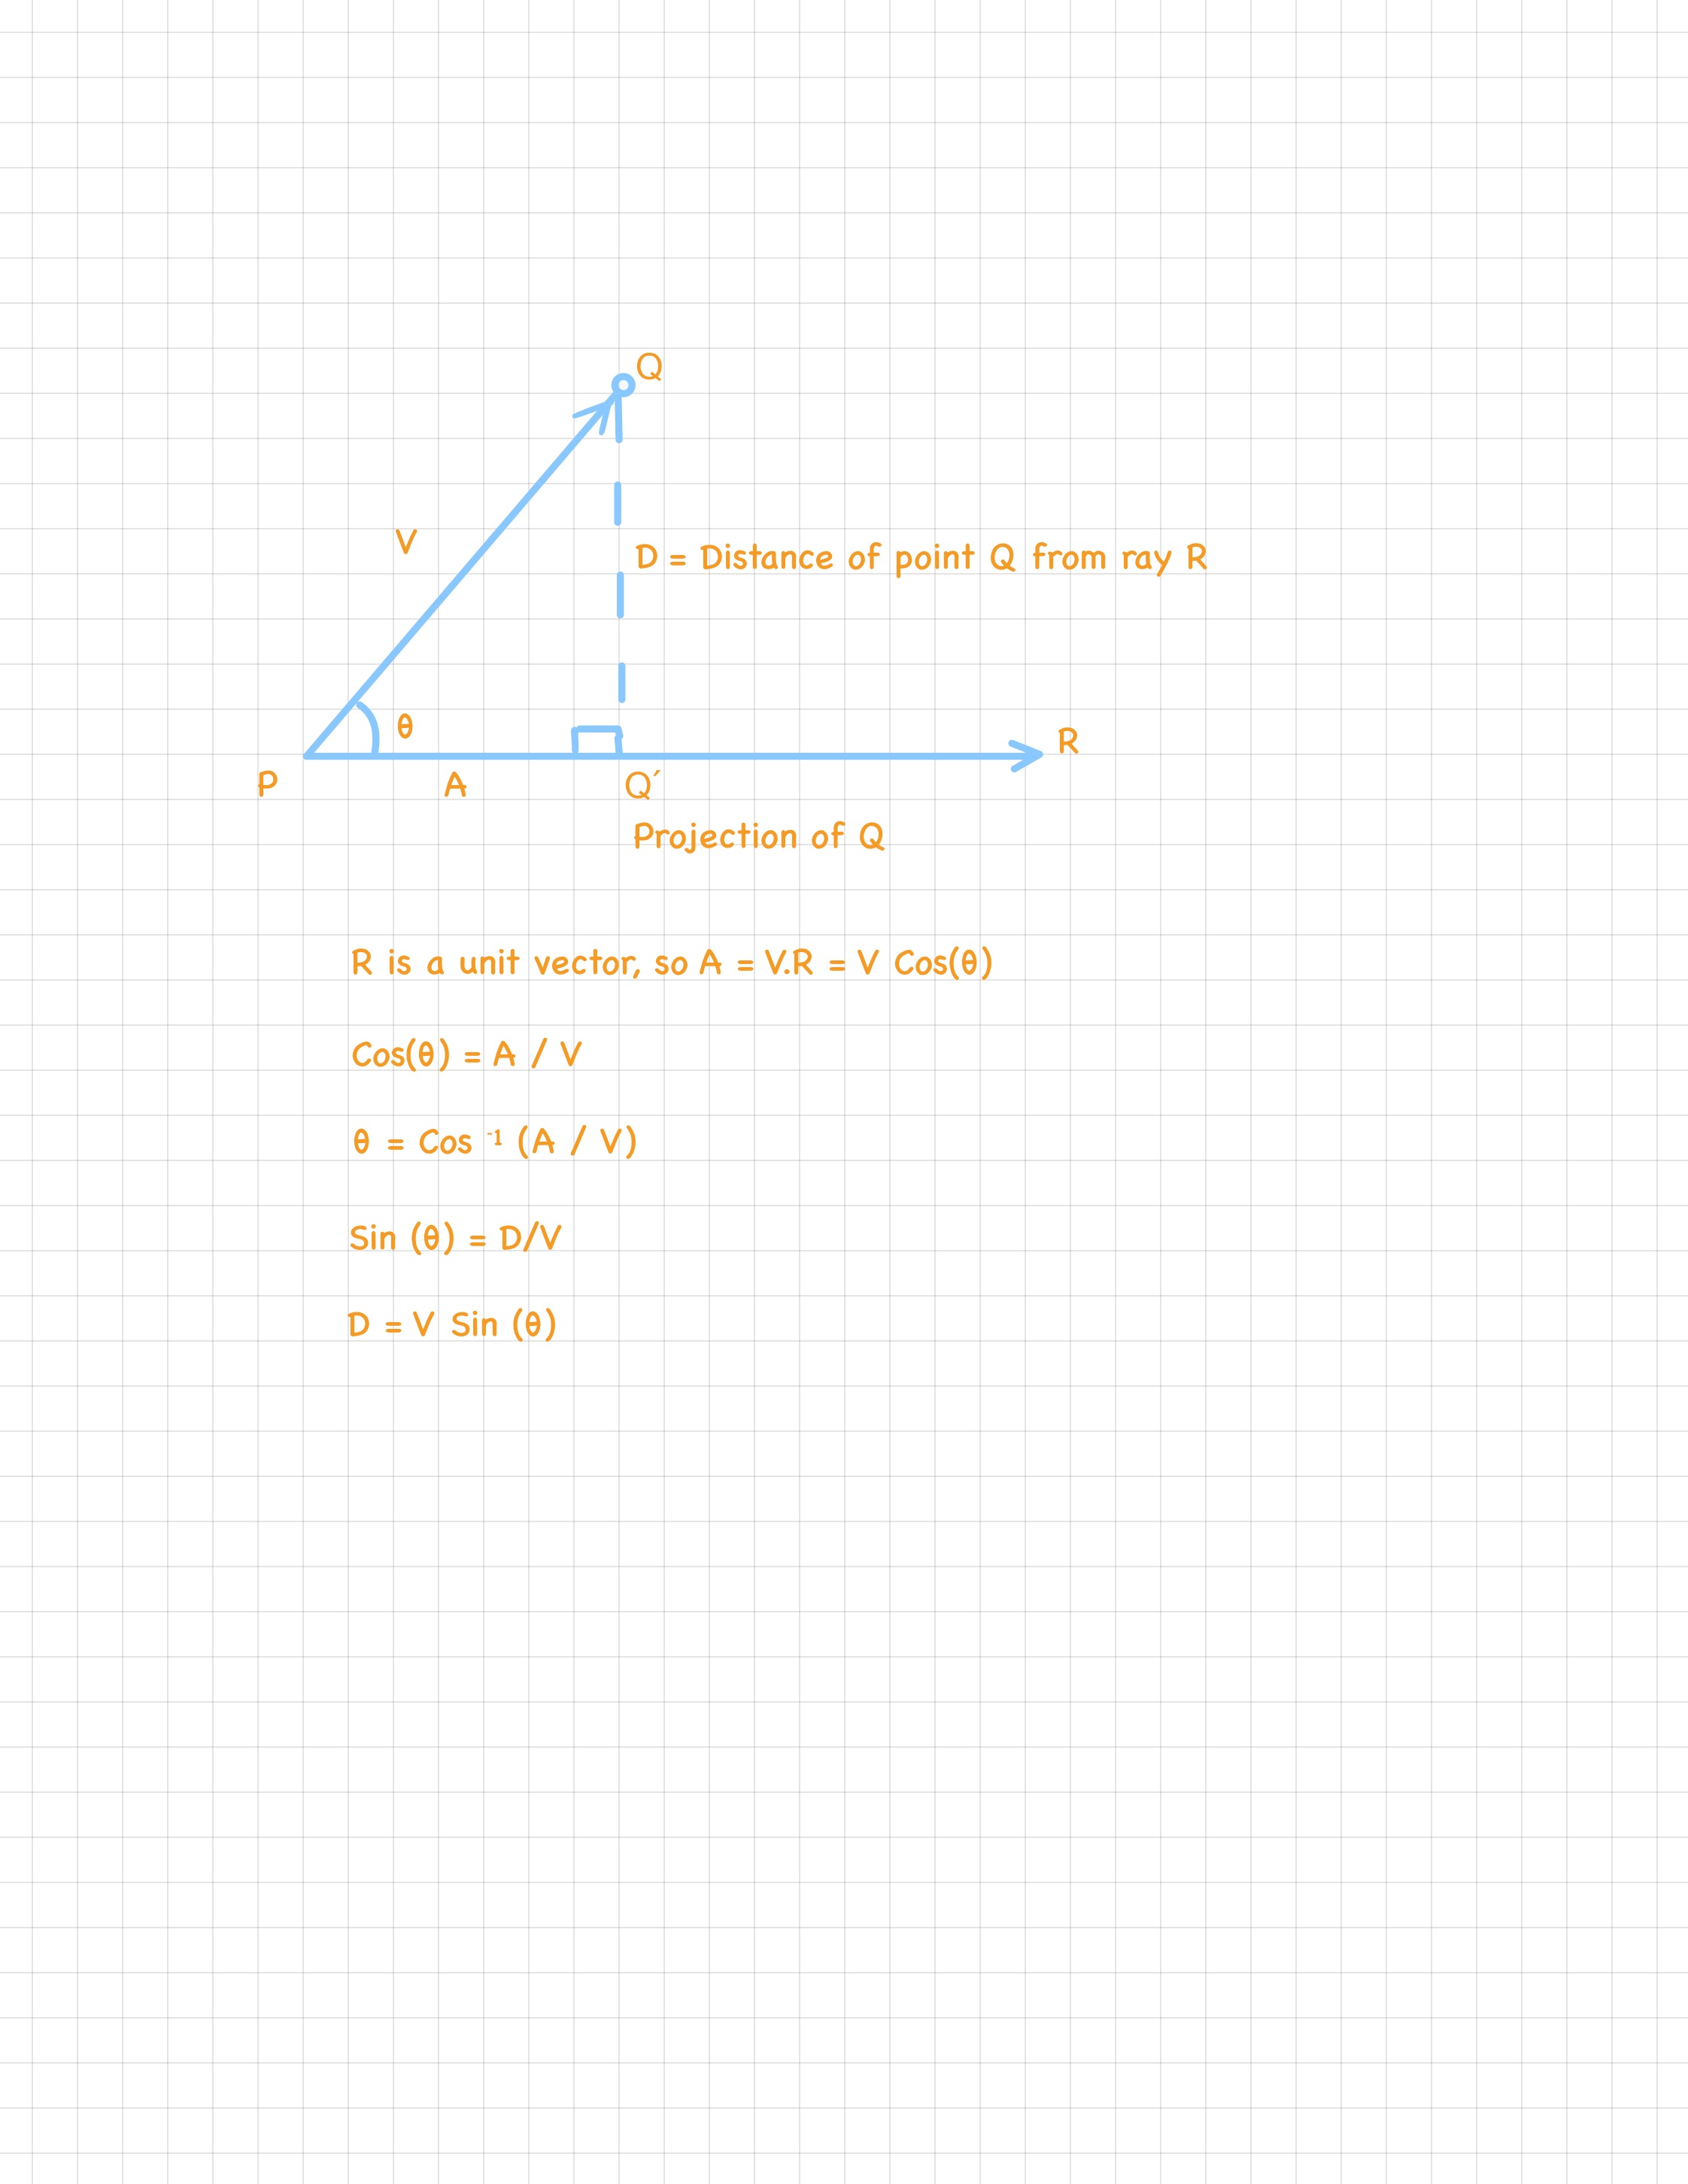 Q
V
D = Distance of point Q from ray R
θ
R
P
A
Q´
Projection of Q
R is a unit vector, so A = V.R = V Cos(θ)
Cos(θ) = A / V
θ = Cos ⁻¹ (A / V)
Sin (θ) = D/V
D = V Sin (θ)